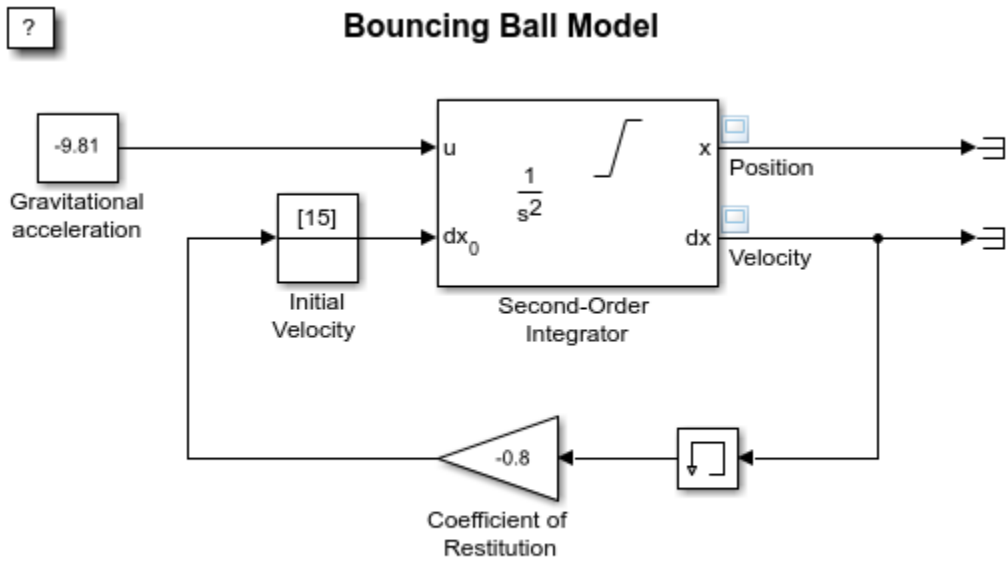 ?
Bouncing Ball Model
-9.81
Gravitational
acceleration
[15]
Initial
Velocity
u
dx0
1
s2
x
dx
Second-Order
Integrator
Position
Velocity
-0.8
Coefficient of
Restitution